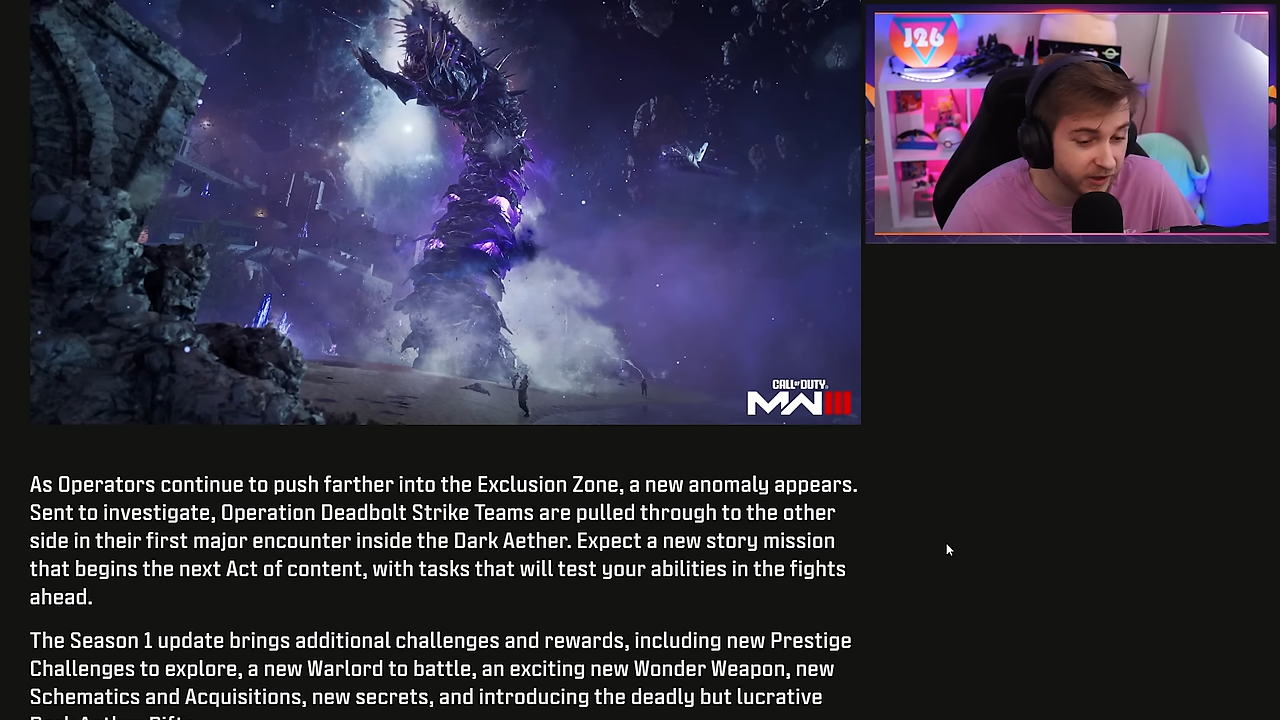 J26
CALL OF DUTY
MWIII
As Operators continue to push farther into the Exclusion Zone, a new anomaly appears.
Sent to investigate, Operation Deadbolt Strike Teams are pulled through to the other
side in their first major encounter inside the Dark Aether. Expect a new story mission
that begins the next Act of content, with tasks that will test your abilities in the fights
ahead.
The Season 1 update brings additional challenges and rewards, including new Prestige
Challenges to explore, a new Warlord to battle, an exciting new Wonder Weapon, new
Schematics and Acquisitions, new secrets, and introducing the deadly but lucrative